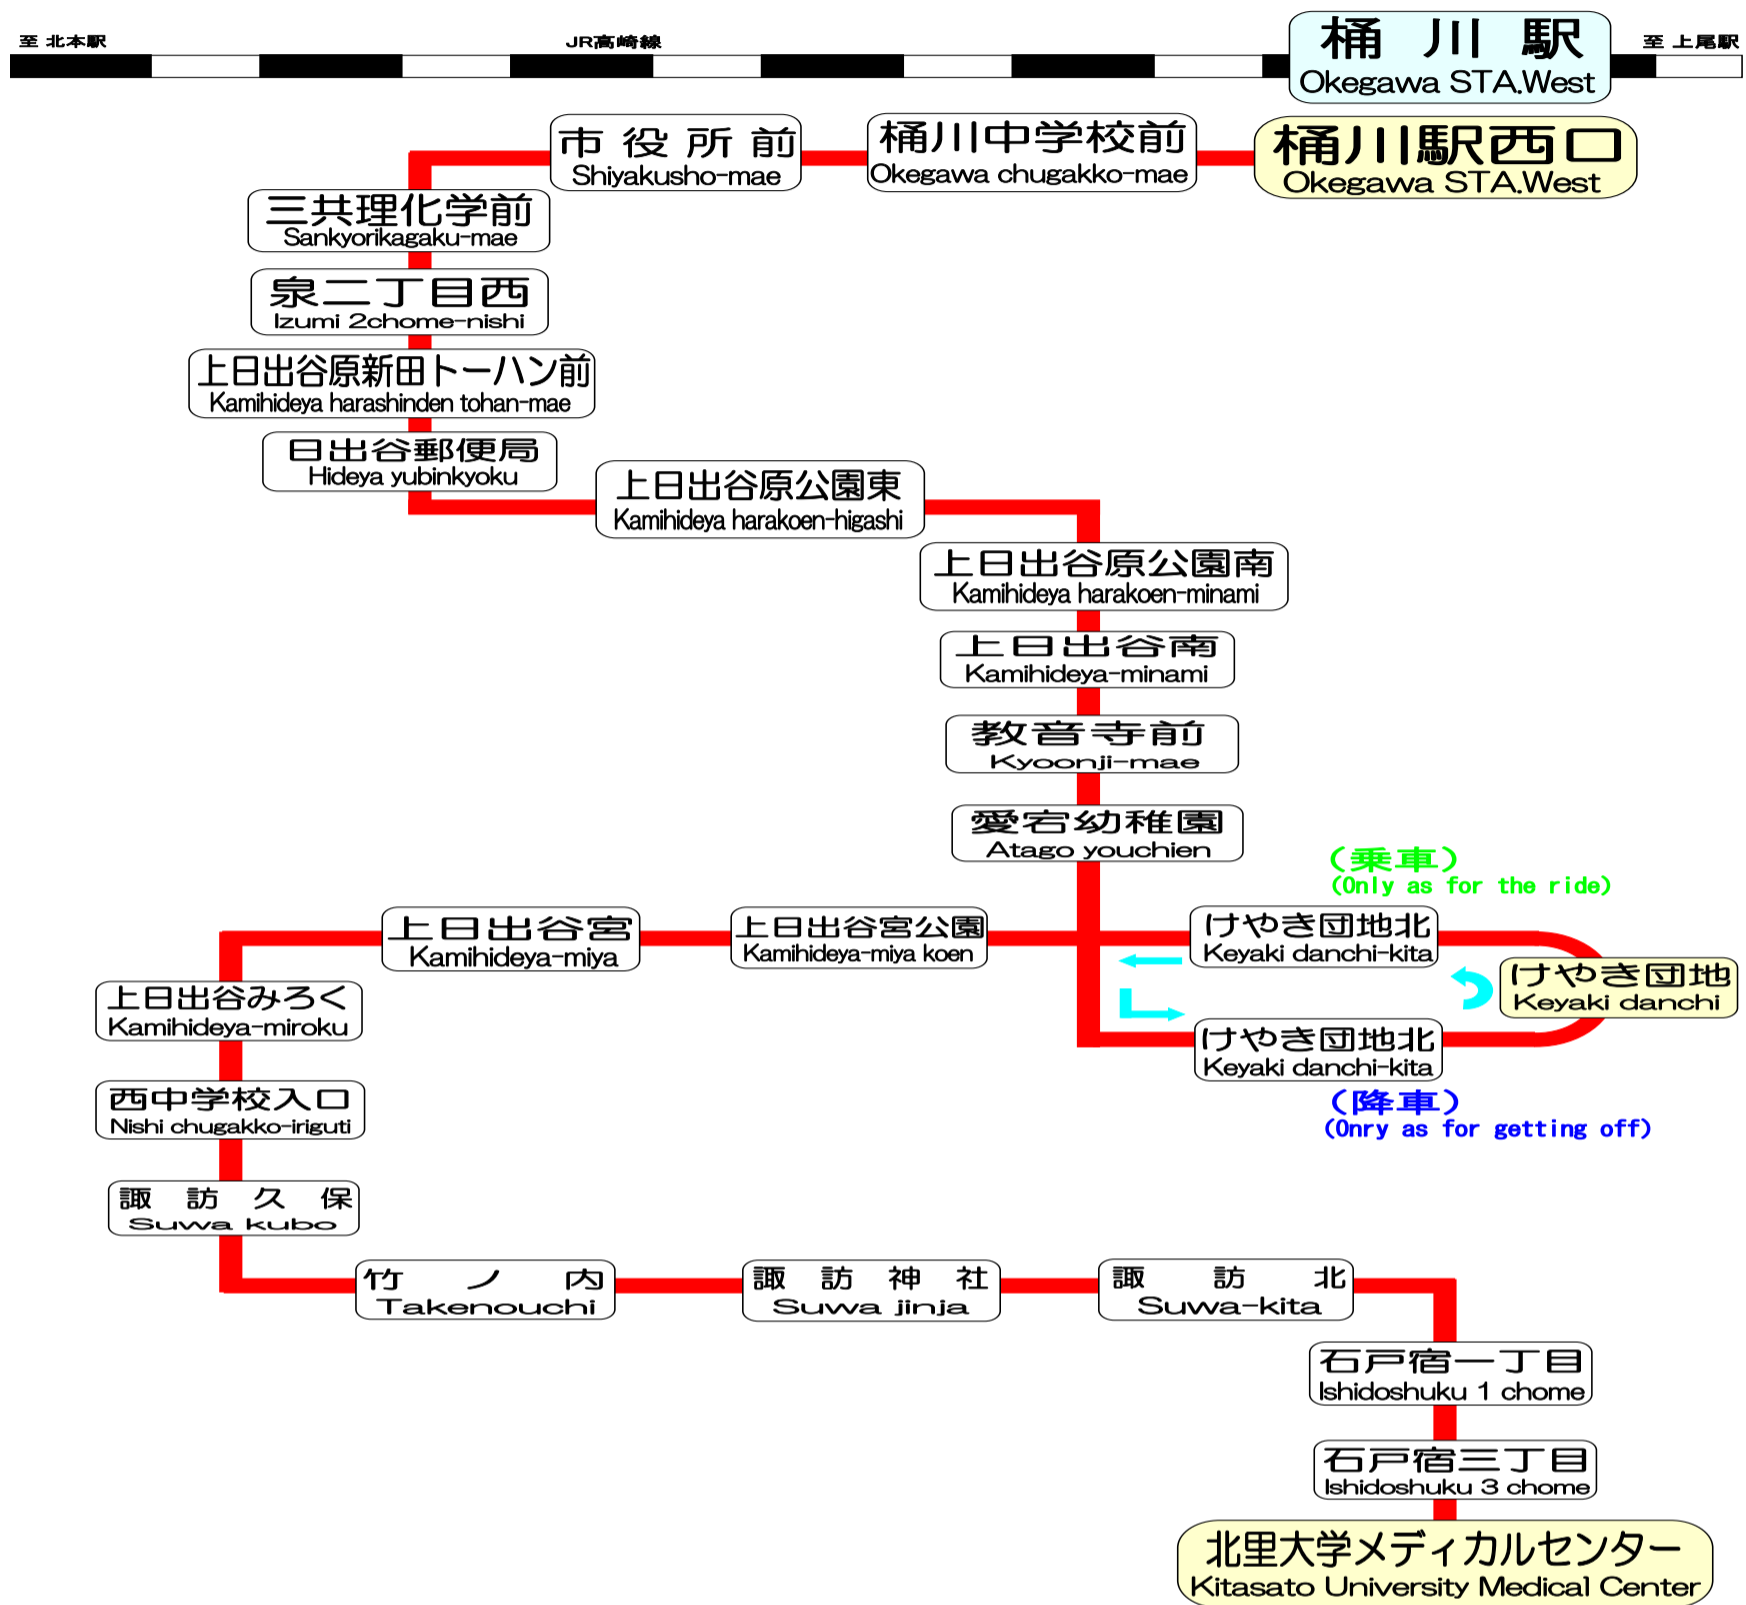 至 北本駅
JR高崎線
至 上尾駅
桶川駅
Okegawa STA.West
桶川駅西口
Okegawa STA.West
桶川中学校前
Okegawa chugakko-mae
市役所前
Shiyakusho-mae
三共理化学前
Sankyorikagaku-mae
泉二丁目西
Izumi 2chome-nishi
上日出谷原新田トーハン前
Kamihideya harashinden tohan-mae
日出谷郵便局
Hideya yubinkyoku
上日出谷原公園東
Kamihideya harakoen-higashi
上日出谷原公園南
Kamihideya harakoen-minami
上日出谷南
Kamihideya-minami
教音寺前
Kyoonji-mae
愛宕幼稚園
Atago youchien
(乗車)
(Only as for the ride)
けやき団地北
Keyaki danchi-kita
けやき団地
Keyaki danchi
けやき団地北
Keyaki danchi-kita
(降車)
(Onry as for getting off)
上日出谷宮公園
Kamihideya-miya koen
上日出谷宮
Kamihideya-miya
上日出谷みろく
Kamihideya-miroku
西中学校入口
Nishi chugakko-iriguti
諏訪久保
Suwa kubo
竹ノ内
Takenouchi
諏訪神社
Suwa jinja
諏訪北
Suwa-kita
石戸宿一丁目
Ishidoshuku 1 chome
石戸宿三丁目
Ishidoshuku 3 chome
北里大学メディカルセンター
Kitasato University Medical Center